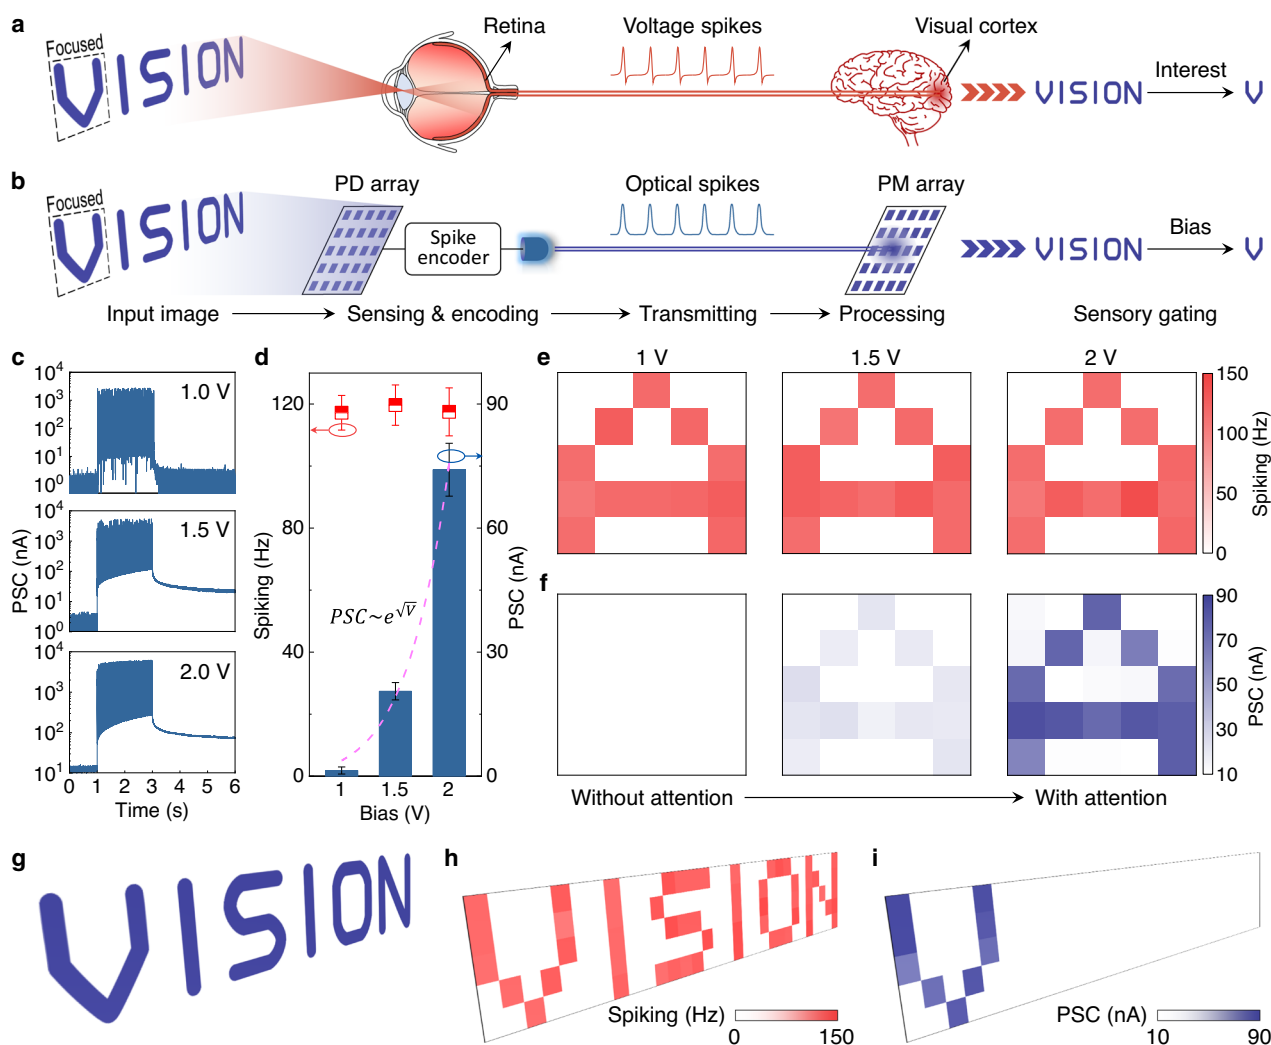 a
Focused
VISION
Retina
Voltage spikes
Visual cortex
VISION
Interest
V
b
Focused
VISION
PD array
Spike
encoder
Optical spikes
PM array
VISION
Bias
V
Input image
Sensing & encoding
Transmitting
Processing
Sensory gating
c
PSC (nA)
10⁴
10³
10²
10¹
10⁰
1.0 V
10⁴
10³
10²
10¹
10⁰
1.5 V
10⁴
10³
10²
10¹
2.0 V
0 1 2 3 4 5 6
Time (s)
d
Spiking (Hz)
120
80
40
0
PSC~e^√V
90
60
30
0
PSC (nA)
1 1.5 2
Bias (V)
e
1 V
1.5 V
2 V
150
100
50
0
Spiking (Hz)
f
90
70
50
30
10
PSC (nA)
Without attention
With attention
g
VISION
h
VISION
Spiking (Hz)
0 150
i
V
PSC (nA)
10 90